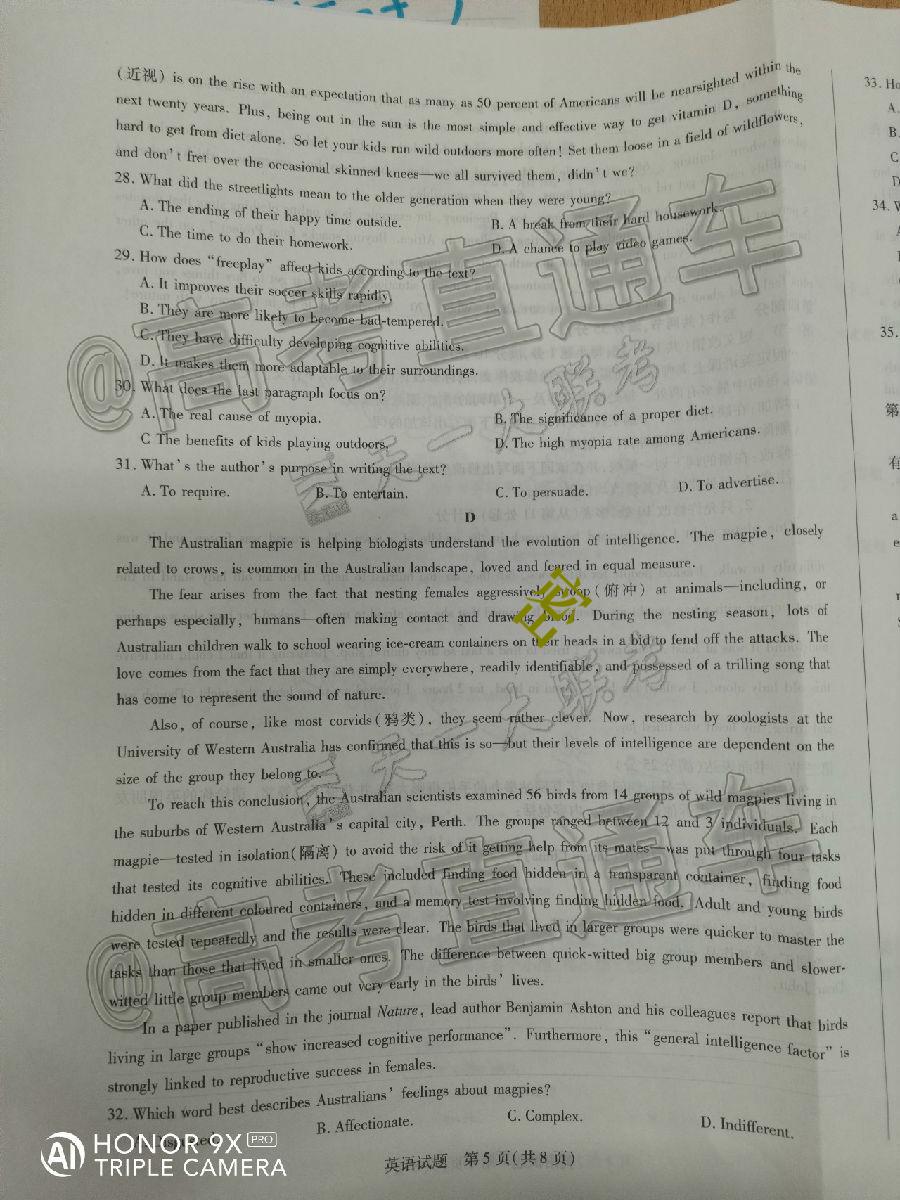 (近视) is on the rise with an expectation that as many as 50 percent of Americans will be nearsighted within the
next twenty years. Plus, being out in the sun is the most simple and effective way to get vitamin D, something
hard to get from diet alone. So let your kids run wild outdoors more often! Set them loose in a field of wildflowers,
and don't fret over the occasional skinned knees—we all survived them, didn't we?
28. What did the streetlights mean to the older generation when they were young?
A. The ending of their happy time outside. B. A break from their hard housework.
C. The time to do their homework. D. A chance to play video games.
29. How does "freeplay" affect kids according to the text?
A. It improves their soccer skills rapidly.
B. They are more likely to become bad-tempered.
C. They have difficulty developing cognitive abilities.
D. It makes them more adaptable to their surroundings.
30. What does the last paragraph focus on?
A. The real cause of myopia. B. The significance of a proper diet.
C The benefits of kids playing outdoors. D. The high myopia rate among Americans.
31. What's the author's purpose in writing the text?
A. To require. B. To entertain. C. To persuade. D. To advertise.
D
The Australian magpie is helping biologists understand the evolution of intelligence. The magpie, closely
related to crows, is common in the Australian landscape, loved and feared in equal measure.
The fear arises from the fact that nesting females aggressively swoop(俯冲) at animals—including, or
perhaps especially, humans—often making contact and drawing blood. During the nesting season, lots of
Australian children walk to school wearing ice-cream containers on their heads in a bid to fend off the attacks. The
love comes from the fact that they are simply everywhere, readily identifiable, and possessed of a trilling song that
has come to represent the sound of nature.
Also, of course, like most corvids(鸦类), they seem rather clever. Now, research by zoologists at the
University of Western Australia has confirmed that this is so—but their levels of intelligence are dependent on the
size of the group they belong to.
To reach this conclusion, the Australian scientists examined 56 birds from 14 groups of wild magpies living in
the suburbs of Western Australia's capital city, Perth. The groups ranged between 12 and 3 individuals. Each
magpie—tested in isolation(隔离) to avoid the risk of it getting help from its mates—was put through four tasks
that tested its cognitive abilities. These included finding food hidden in a transparent container, finding food
hidden in different coloured containers, and a memory test involving finding hidden food. Adult and young birds
were tested repeatedly and the results were clear. The birds that lived in larger groups were quicker to master the
tasks than those that lived in smaller ones. The difference between quick-witted big group members and slower-
witted little group members came out very early in the birds' lives.
In a paper published in the journal Nature, lead author Benjamin Ashton and his colleagues report that birds
living in large groups "show increased cognitive performance". Furthermore, this "general intelligence factor" is
strongly linked to reproductive success in females.
32. Which word best describes Australians' feelings about magpies?
B. Affectionate. C. Complex. D. Indifferent.
英语试题 第5页(共8页)
33. Ho
A.
B.
C
D
34. W
35.
第
有
@高考直通车
天一大联考
密
天一大联考
@高考直通车
HONOR 9X PRO
TRIPLE CAMERA